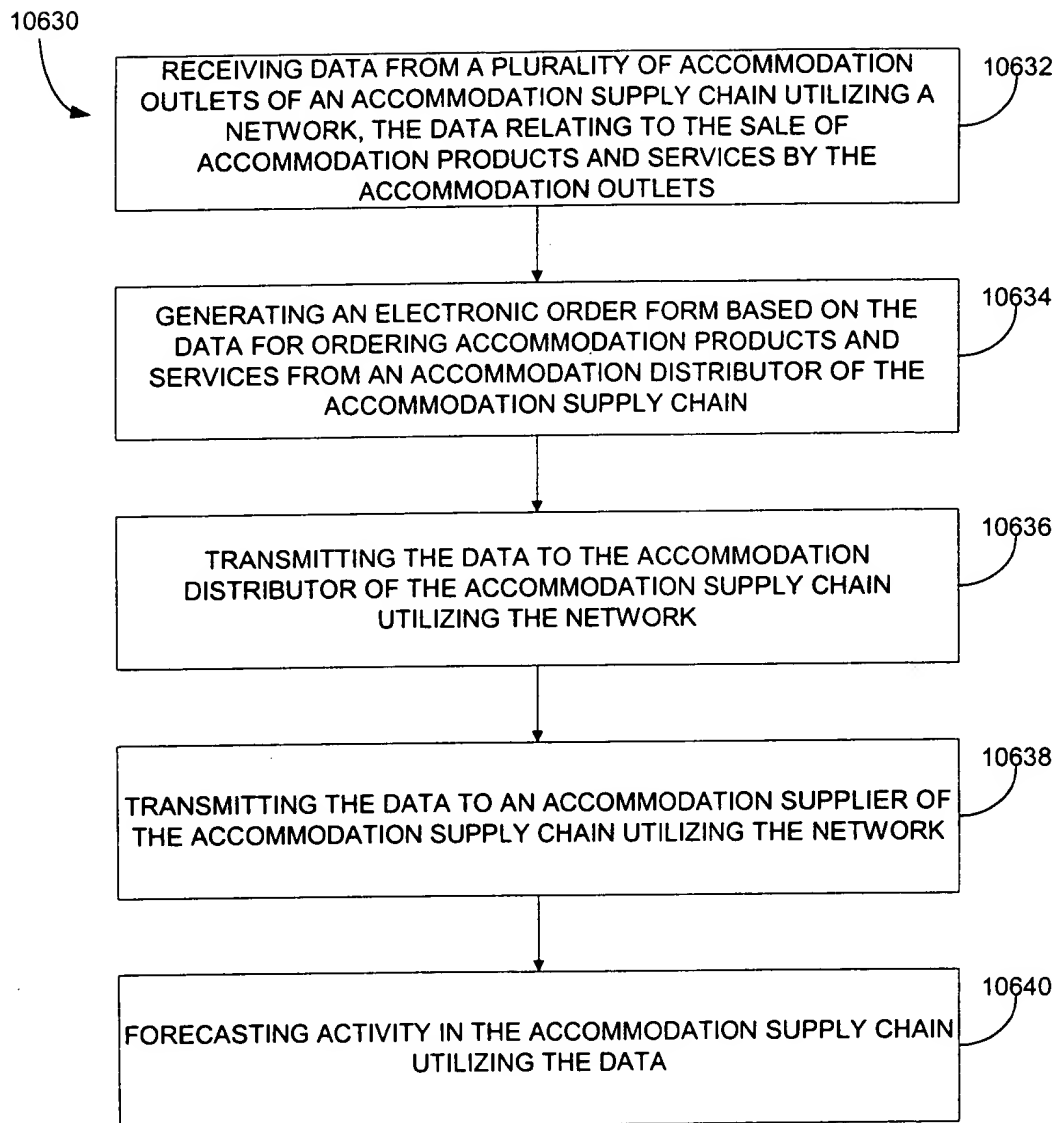 10630
RECEIVING DATA FROM A PLURALITY OF ACCOMMODATION
OUTLETS OF AN ACCOMMODATION SUPPLY CHAIN UTILIZING A
NETWORK, THE DATA RELATING TO THE SALE OF
ACCOMMODATION PRODUCTS AND SERVICES BY THE
ACCOMMODATION OUTLETS
10632
GENERATING AN ELECTRONIC ORDER FORM BASED ON THE
DATA FOR ORDERING ACCOMMODATION PRODUCTS AND
SERVICES FROM AN ACCOMMODATION DISTRIBUTOR OF THE
ACCOMMODATION SUPPLY CHAIN
10634
TRANSMITTING THE DATA TO THE ACCOMMODATION
DISTRIBUTOR OF THE ACCOMMODATION SUPPLY CHAIN
UTILIZING THE NETWORK
10636
TRANSMITTING THE DATA TO AN ACCOMMODATION SUPPLIER OF
THE ACCOMMODATION SUPPLY CHAIN UTILIZING THE NETWORK
10638
FORECASTING ACTIVITY IN THE ACCOMMODATION SUPPLY CHAIN
UTILIZING THE DATA
10640